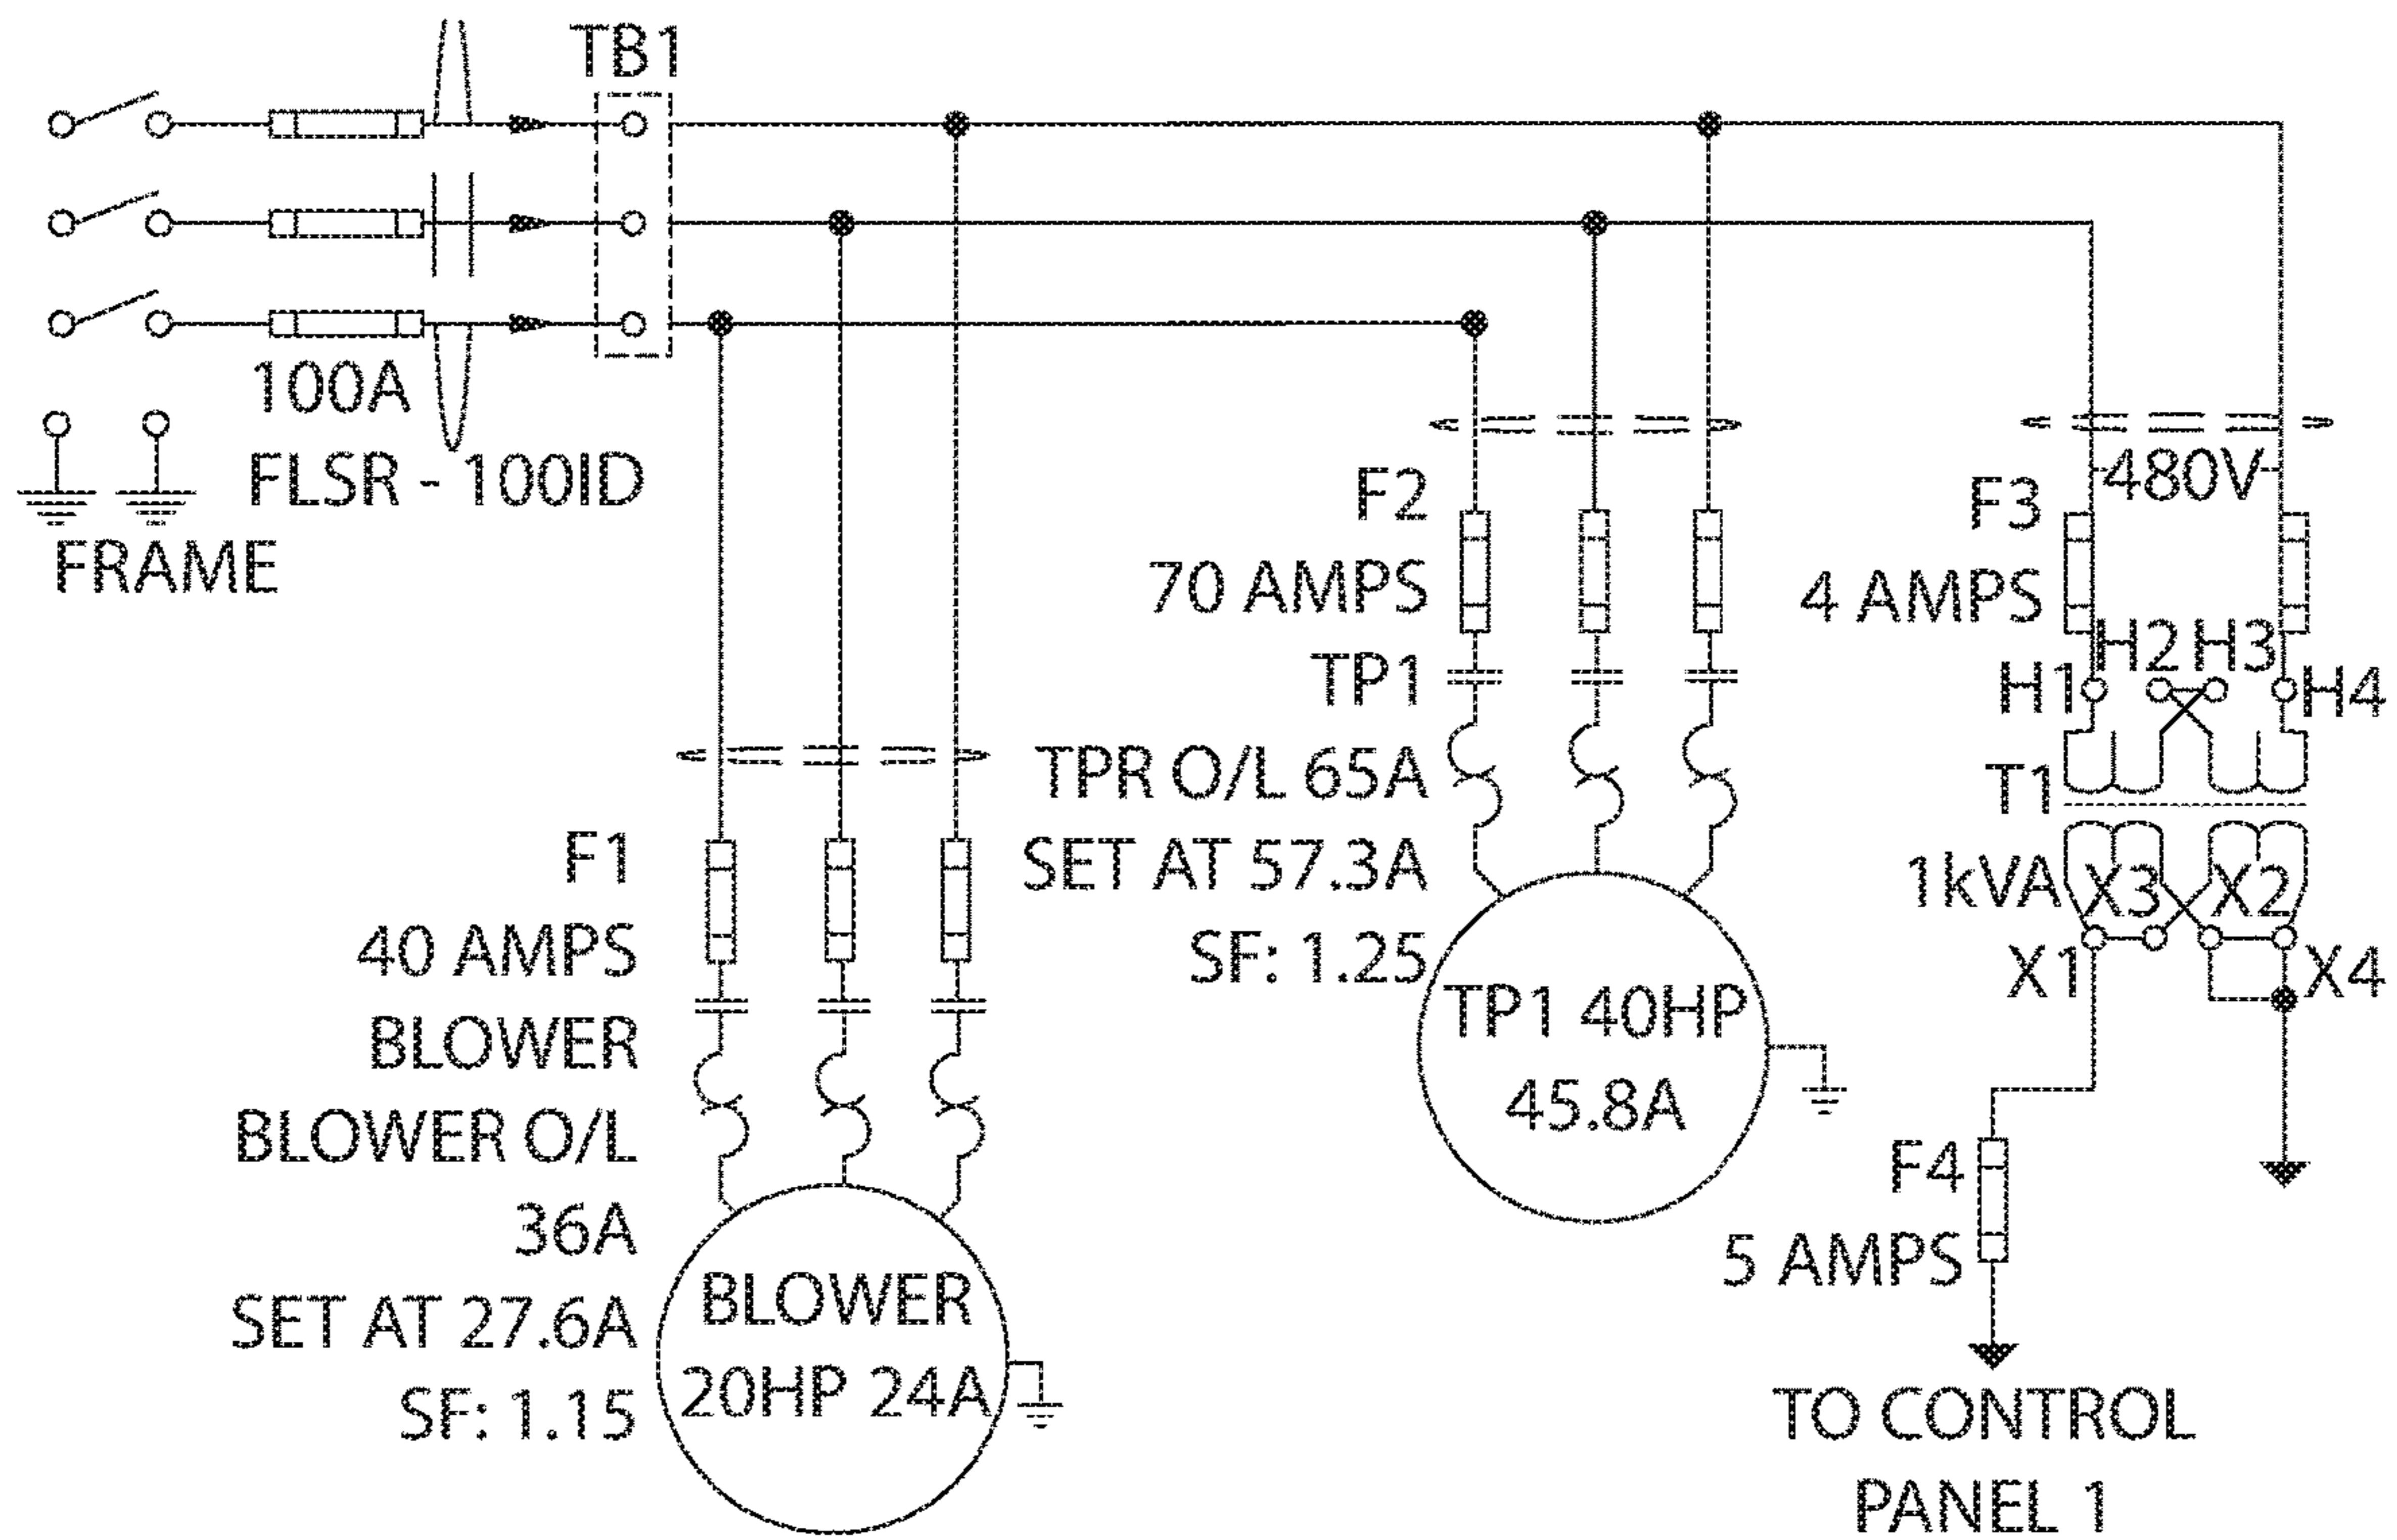 TB1
100A
FLSR - 100ID
FRAME
F1
40 AMPS
BLOWER
BLOWER O/L
36A
SET AT 27.6A
SF: 1.15
BLOWER
20HP 24A
F2
70 AMPS
TP1
TPR O/L 65A
SET AT 57.3A
SF: 1.25
TP1 40HP
45.8A
480V
F3
4 AMPS
H2 H3
H1
H4
T1
1kVA
X3 X2
X1
X4
F4
5 AMPS
TO CONTROL
PANEL 1